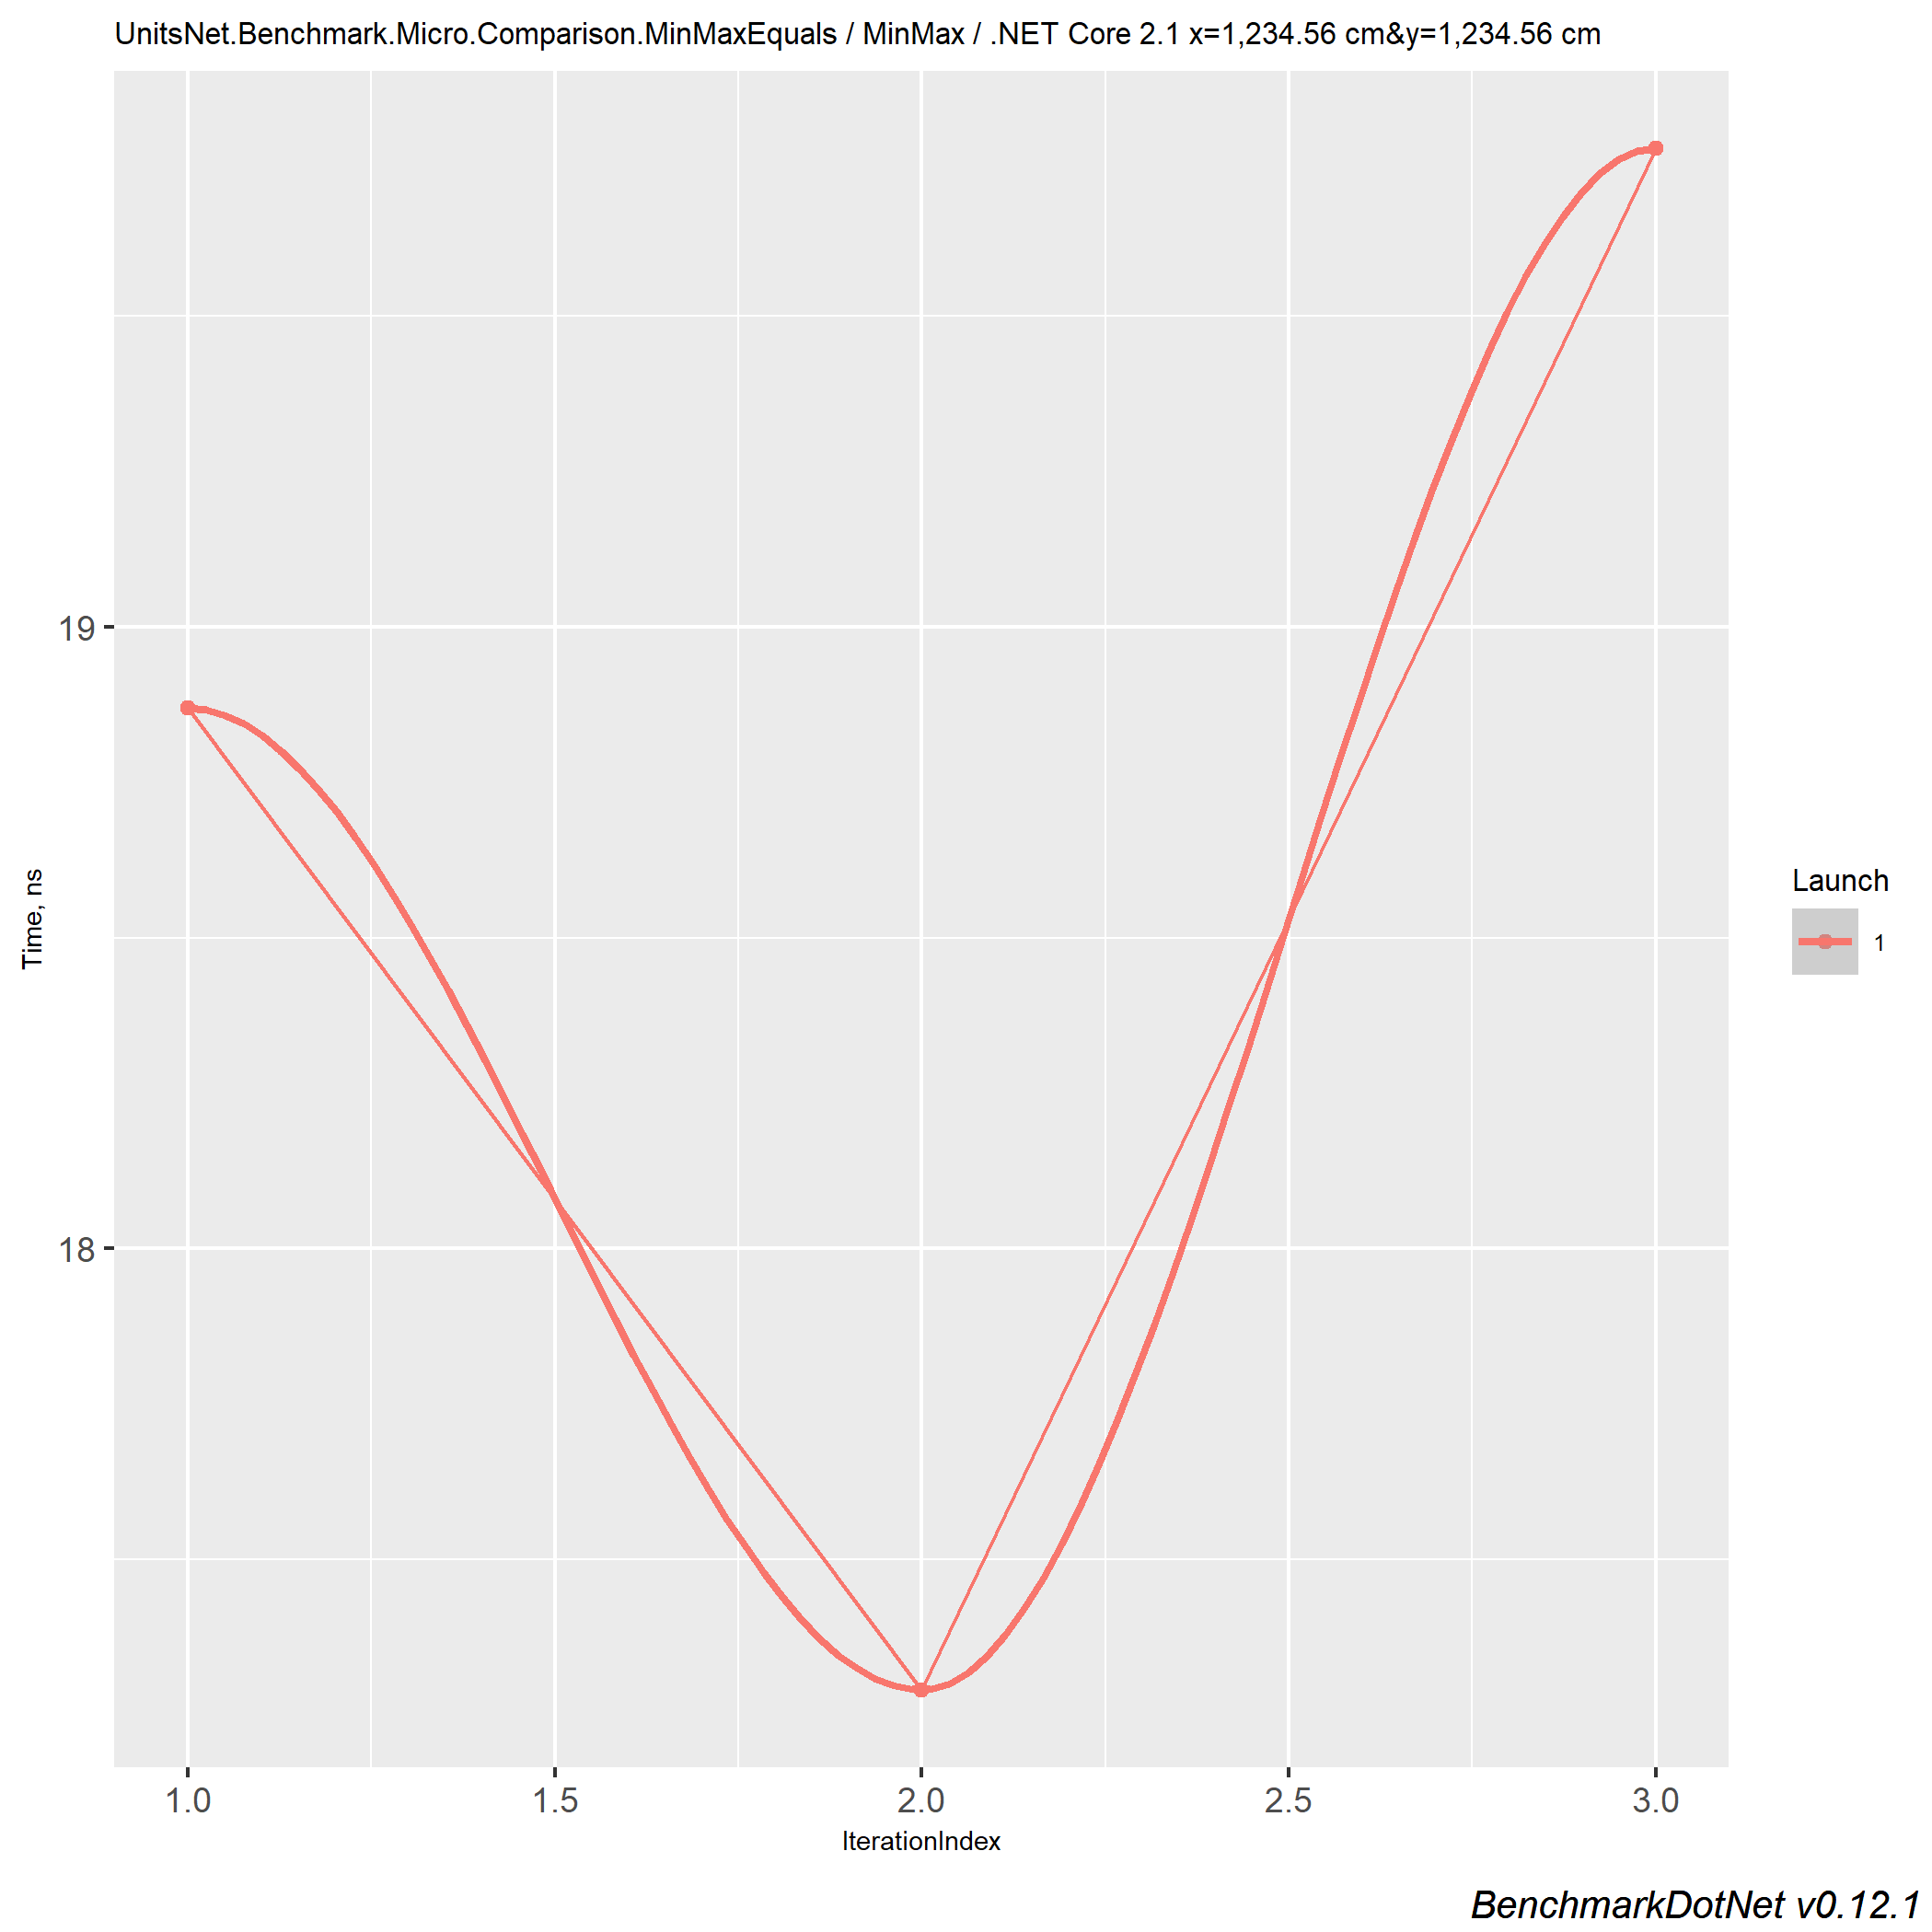 UnitsNet.Benchmark.Micro.Comparison.MinMaxEquals / MinMax / .NET Core 2.1 x=1,234.56 cm&y=1,234.56 cm
19
18
Time, ns
1.0 1.5 2.0 2.5 3.0
IterationIndex
Launch
1
BenchmarkDotNet v0.12.1